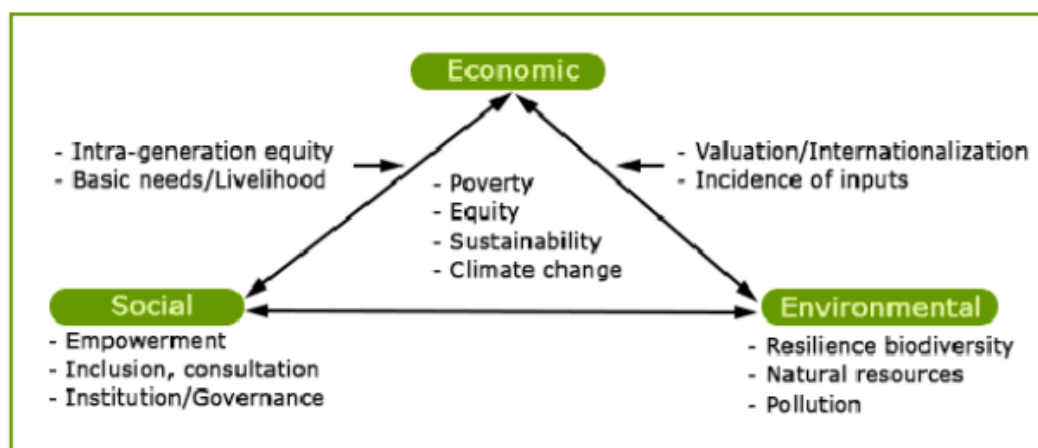 Economic
- Intra-generation equity
- Basic needs/Livelihood
- Valuation/Internationalization
- Incidence of inputs
- Poverty
- Equity
- Sustainability
- Climate change
Social
- Empowerment
- Inclusion, consultation
- Institution/Governance
Environmental
- Resilience biodiversity
- Natural resources
- Pollution